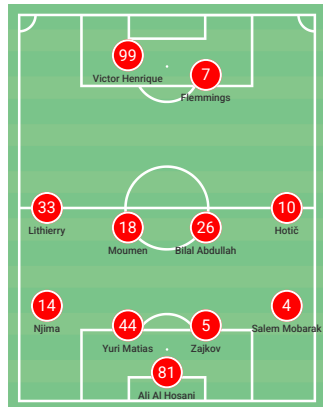 99
Victor Henrique
7
Flemmings
33
Lithierry
10
Hotič
18
Moumen
26
Bilal Abdullah
14
Njima
4
Salem Mobarak
44
Yuri Matias
5
Zajkov
81
Ali Al Hosani